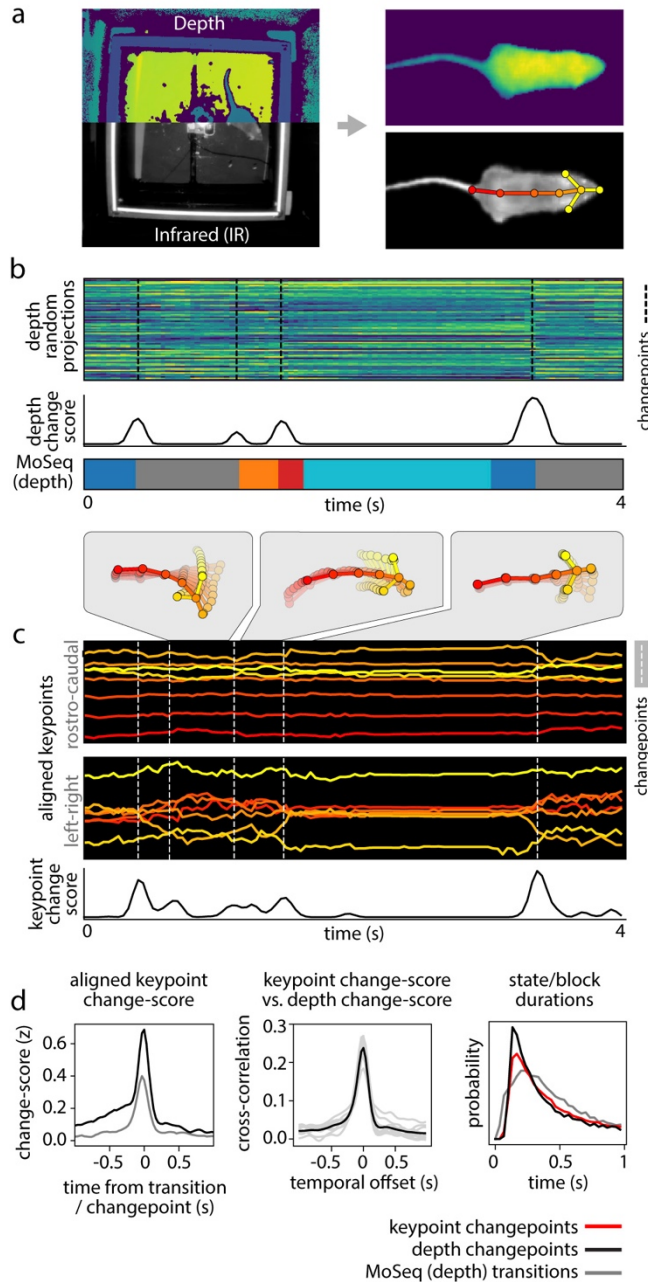 a
Depth
Infrared (IR)
b
depth
random
projections
changepoints
depth
change
score
MoSeq
(depth)
0
time (s)
4
c
aligned keypoints
rostro-caudal
left-right
changepoints
keypoint
change
score
0
time (s)
4
d
aligned keypoint
change-score
change-score (z)
0.6
0.4
0.2
0.0
-0.5
0
0.5
time from transition
/ changepoint (s)
keypoint change-score
vs. depth change-score
cross-correlation
0.3
0.2
0.1
0.0
-0.5
0
0.5
temporal offset (s)
state/block
durations
probability
0
0.5
1
time (s)
keypoint changepoints
depth changepoints
MoSeq (depth) transitions